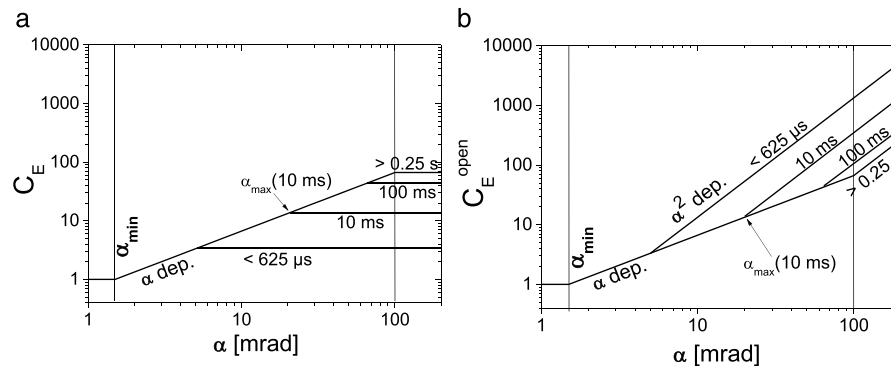 a
10000
1000
100
10
1
C_E
α_min
α dep.
α_max(10 ms)
> 0.25 s
100 ms
10 ms
< 625 µs
1
10
100
α [mrad]
b
10000
1000
100
10
1
C_E^open
α_min
α dep.
α² dep.
< 625 µs
10 ms
100 ms
> 0.25
α_max(10 ms)
1
10
100
α [mrad]